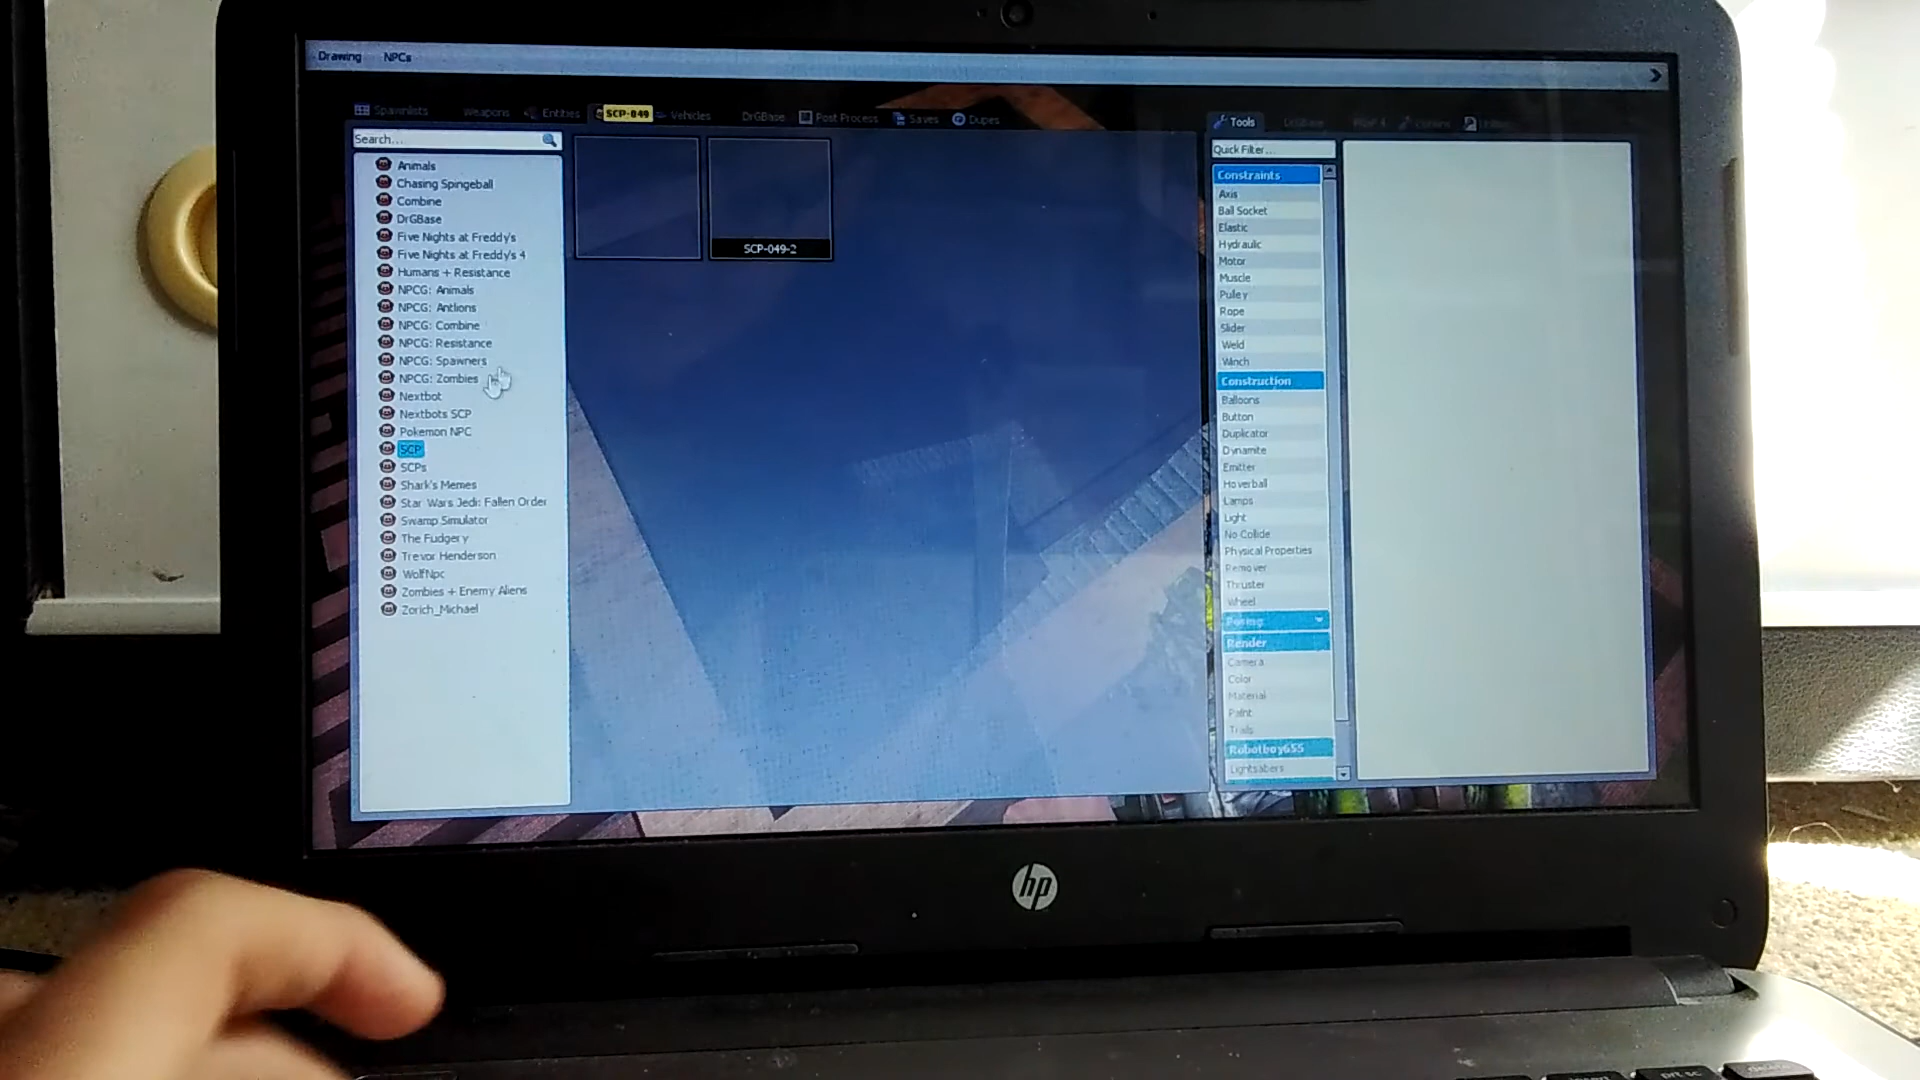 Drawing NPCs
Spawnlists Weapons Entities SCP-049 Vehicles DrGBase Post Process Saves Dupes
Search...
Animals
Chasing Spingeball
Combine
DrGBase
Five Nights at Freddy's
Five Nights at Freddy's 4
Humans + Resistance
NPCG: Animals
NPCG: Antlions
NPCG: Combine
NPCG: Resistance
NPCG: Spawners
NPCG: Zombies
Nextbot
Nextbots SCP
Pokemon NPC
SCP
SCPs
Shark's Memes
Star Wars Jedi: Fallen Order
Swamp Simulator
The Fudgery
Trevor Henderson
WolfNpc
Zombies + Enemy Aliens
Zorich_Michael
SCP-049-2
Tools DrGBase
Quick Filter...
Constraints
Axis
Ball Socket
Elastic
Hydraulic
Motor
Muscle
Pulley
Rope
Slider
Weld
Winch
Construction
Balloons
Button
Duplicator
Dynamite
Emitter
Hoverball
Lamps
Light
No Collide
Physical Properties
Remover
Thruster
Wheel
Posing
Render
Camera
Color
Material
Paint
Trails
Robotboy655
Lightsabers
hp